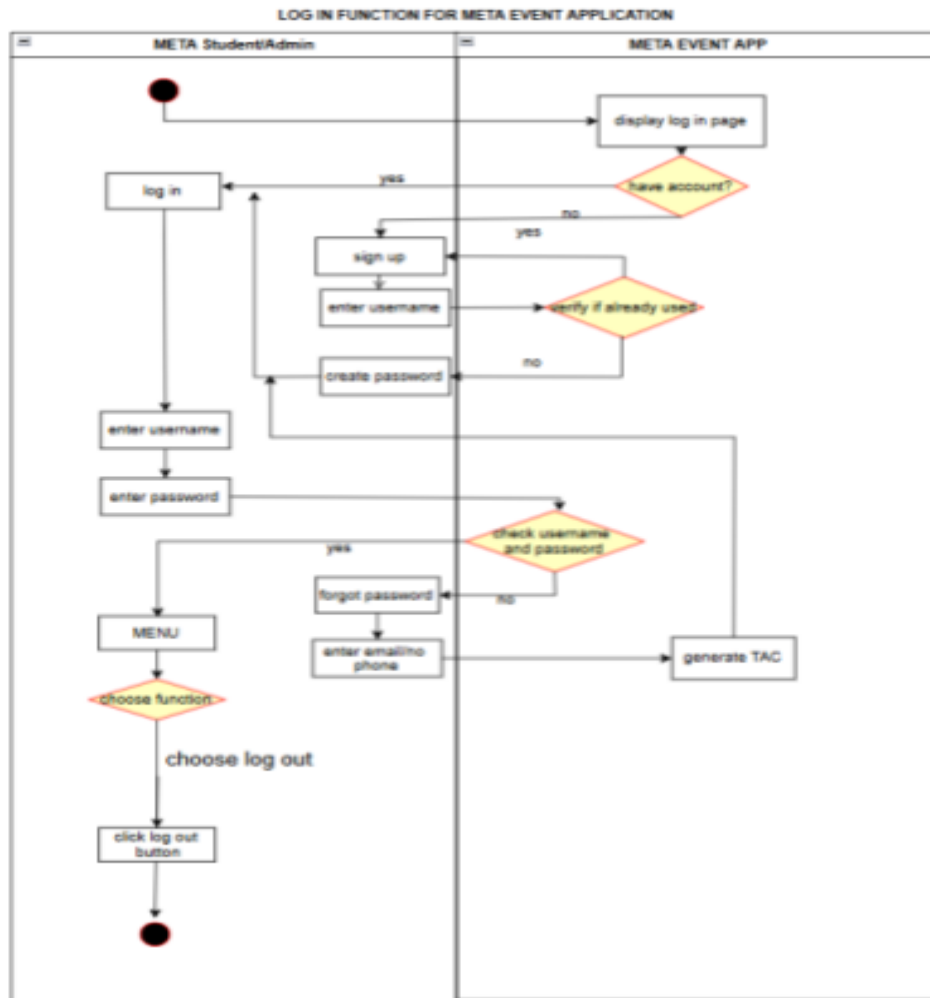 LOG IN FUNCTION FOR META EVENT APPLICATION
META Student/Admin
META EVENT APP
display log in page
have account?
yes
log in
no
yes
sign up
enter username
verify if already used
no
create password
enter username
enter password
check username
and password
yes
no
forgot password
enter email/no
phone
generate TAC
MENU
choose function
choose log out
click log out
button